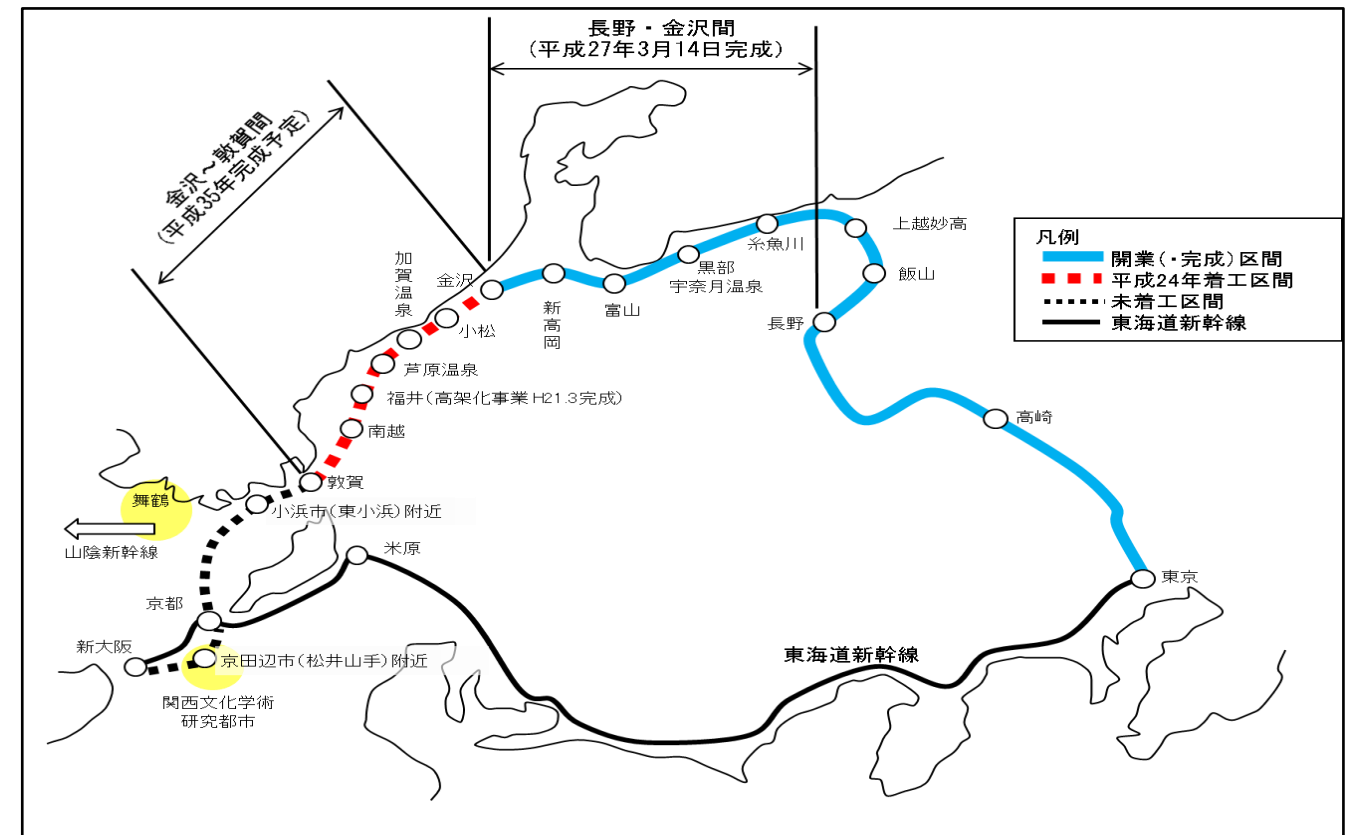 長野・金沢間
(平成27年3月14日完成)
金沢~敦賀間
(平成35年完成予定)
凡例
開業(・完成)区間
平成24年着工区間
未着工区間
東海道新幹線
上越妙高
糸魚川
飯山
黒部
宇奈月温泉
富山
新高岡
金沢
加賀温泉
小松
長野
芦原温泉
福井(高架化事業H21.3完成)
南越
高崎
敦賀
舞鶴
小浜市(東小浜)附近
山陰新幹線
米原
東京
京都
新大阪
京田辺市(松井山手)附近
東海道新幹線
関西文化学術
研究都市